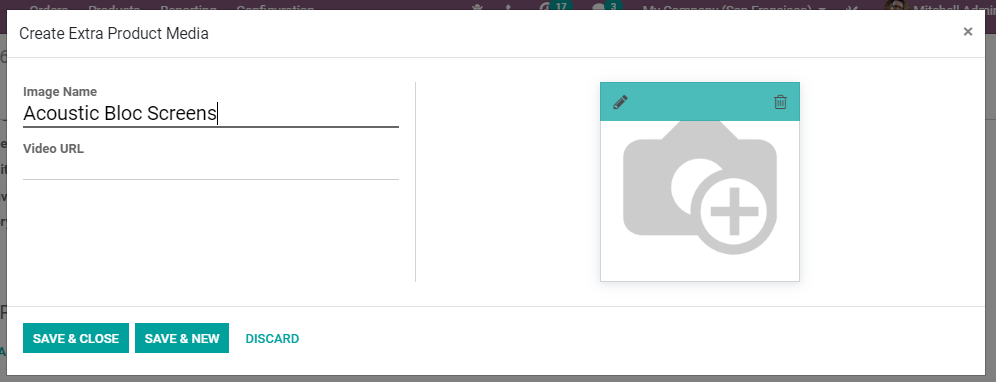 Orders Products Reporting Configuration 17 3 My Company (San Francisco) Mitchell Admin
Create Extra Product Media ×
Image Name
Acoustic Bloc Screens
Video URL
SAVE & CLOSE SAVE & NEW DISCARD